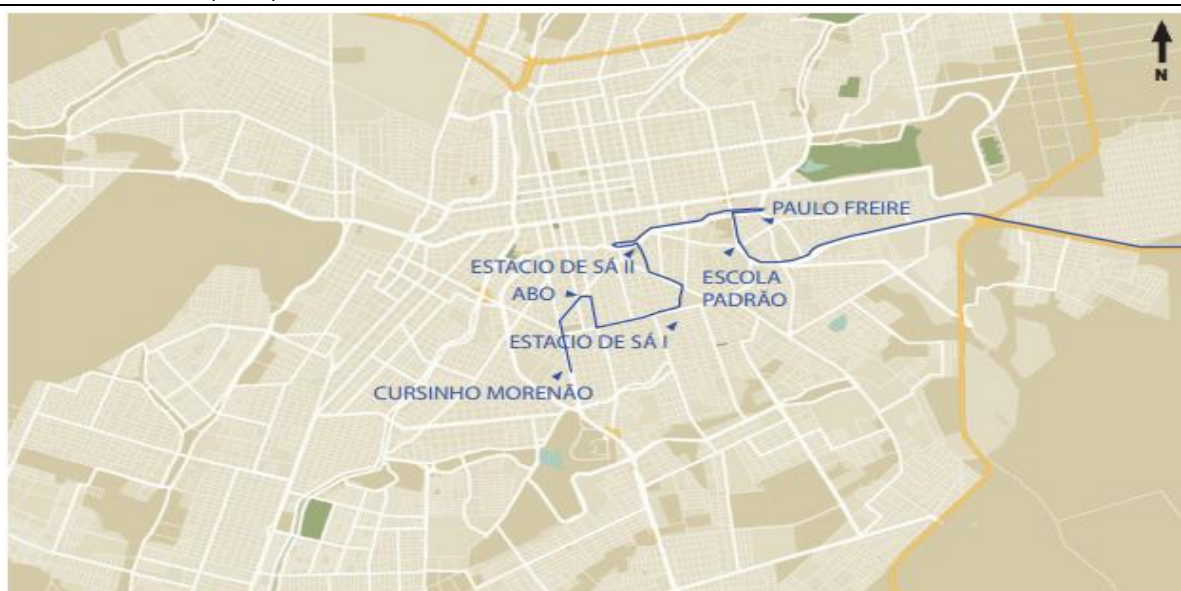 N
PAULO FREIRE
ESTACIO DE SÁ II
ESCOLA
PADRÃO
ABO
ESTACIO DE SÁ I
CURSINHO MORENÃO